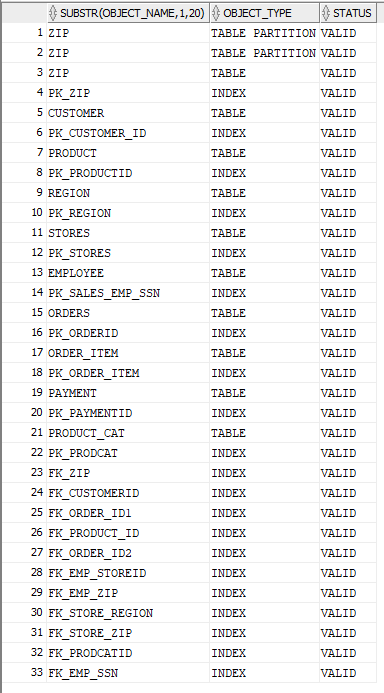 SUBSTR(OBJECT_NAME,1,20) OBJECT_TYPE STATUS
1 ZIP TABLE PARTITION VALID
2 ZIP TABLE PARTITION VALID
3 ZIP TABLE VALID
4 PK_ZIP INDEX VALID
5 CUSTOMER TABLE VALID
6 PK_CUSTOMER_ID INDEX VALID
7 PRODUCT TABLE VALID
8 PK_PRODUCTID INDEX VALID
9 REGION TABLE VALID
10 PK_REGION INDEX VALID
11 STORES TABLE VALID
12 PK_STORES INDEX VALID
13 EMPLOYEE TABLE VALID
14 PK_SALES_EMP_SSN INDEX VALID
15 ORDERS TABLE VALID
16 PK_ORDERID INDEX VALID
17 ORDER_ITEM TABLE VALID
18 PK_ORDER_ITEM INDEX VALID
19 PAYMENT TABLE VALID
20 PK_PAYMENTID INDEX VALID
21 PRODUCT_CAT TABLE VALID
22 PK_PRODCAT INDEX VALID
23 FK_ZIP INDEX VALID
24 FK_CUSTOMERID INDEX VALID
25 FK_ORDER_ID1 INDEX VALID
26 FK_PRODUCT_ID INDEX VALID
27 FK_ORDER_ID2 INDEX VALID
28 FK_EMP_STOREID INDEX VALID
29 FK_EMP_ZIP INDEX VALID
30 FK_STORE_REGION INDEX VALID
31 FK_STORE_ZIP INDEX VALID
32 FK_PRODCATID INDEX VALID
33 FK_EMP_SSN INDEX VALID